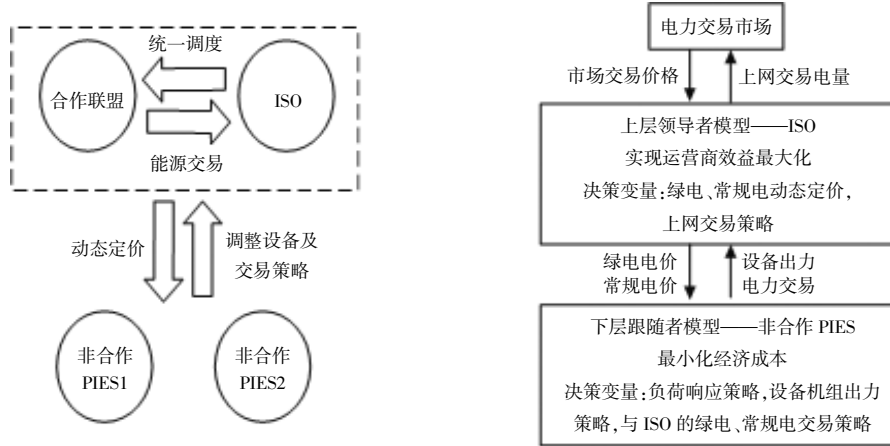 统一调度
合作联盟
ISO
能源交易
动态定价
调整设备及
交易策略
非合作
PIES1
非合作
PIES2
电力交易市场
市场交易价格
上网交易电量
上层领导者模型——ISO
实现运营商效益最大化
决策变量:绿电、常规电动态定价,
上网交易策略
绿电电价
常规电价
设备出力
电力交易
下层跟随者模型——非合作 PIES
最小化经济成本
决策变量:负荷响应策略,设备机组出力
策略,与 ISO 的绿电、常规电交易策略